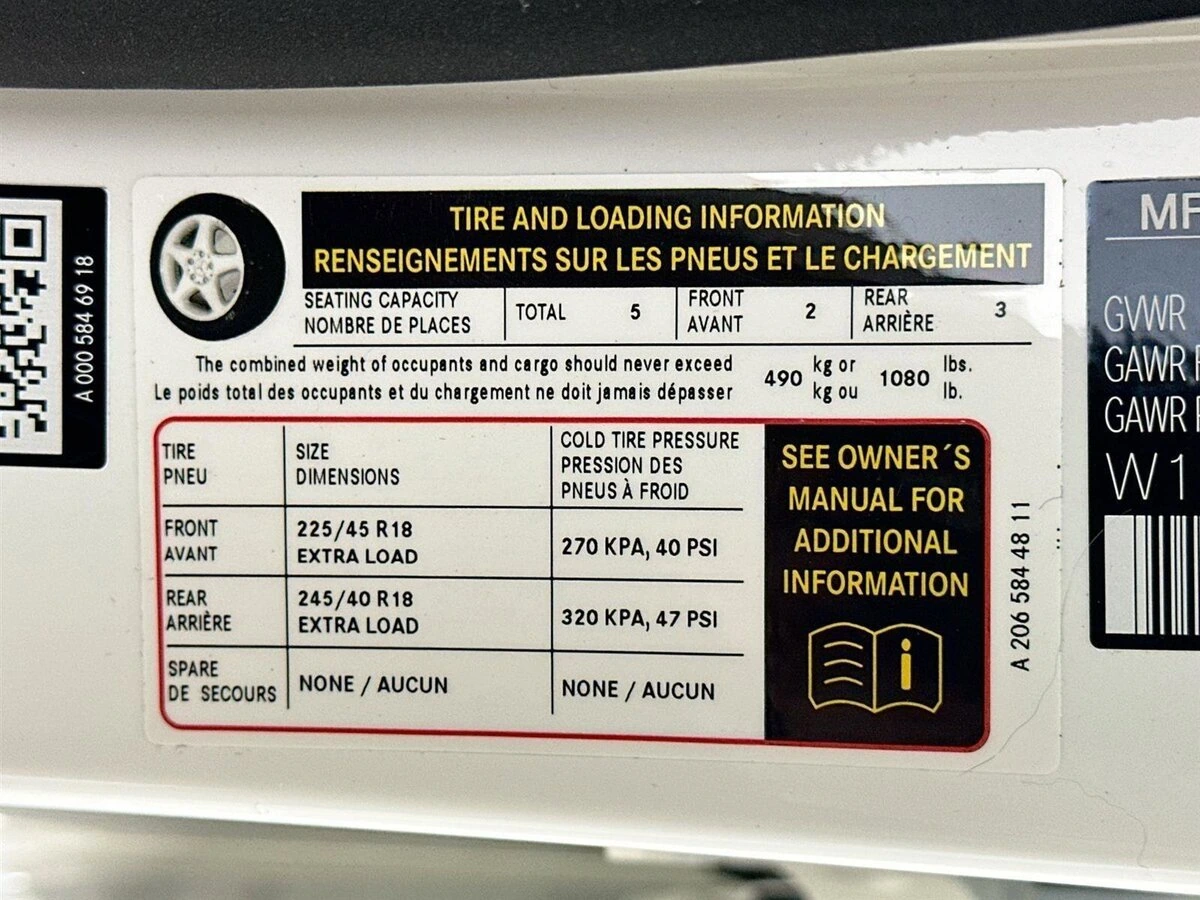 A 000 584 69 18
TIRE AND LOADING INFORMATION
RENSEIGNEMENTS SUR LES PNEUS ET LE CHARGEMENT
SEATING CAPACITY
NOMBRE DE PLACES
TOTAL 5
FRONT
AVANT
2
REAR
ARRIÈRE
3
The combined weight of occupants and cargo should never exceed
Le poids total des occupants et du chargement ne doit jamais dépasser
490
kg or
kg ou
1080
lbs.
lb.
TIRE
PNEU
SIZE
DIMENSIONS
COLD TIRE PRESSURE
PRESSION DES
PNEUS À FROID
FRONT
AVANT
225/45 R18
EXTRA LOAD
270 KPA, 40 PSI
REAR
ARRIÈRE
245/40 R18
EXTRA LOAD
320 KPA, 47 PSI
SPARE
DE SECOURS
NONE / AUCUN
NONE / AUCUN
SEE OWNER´S
MANUAL FOR
ADDITIONAL
INFORMATION
i
A 206 584 48 11
GVWR
GAWR
GAWR
W1